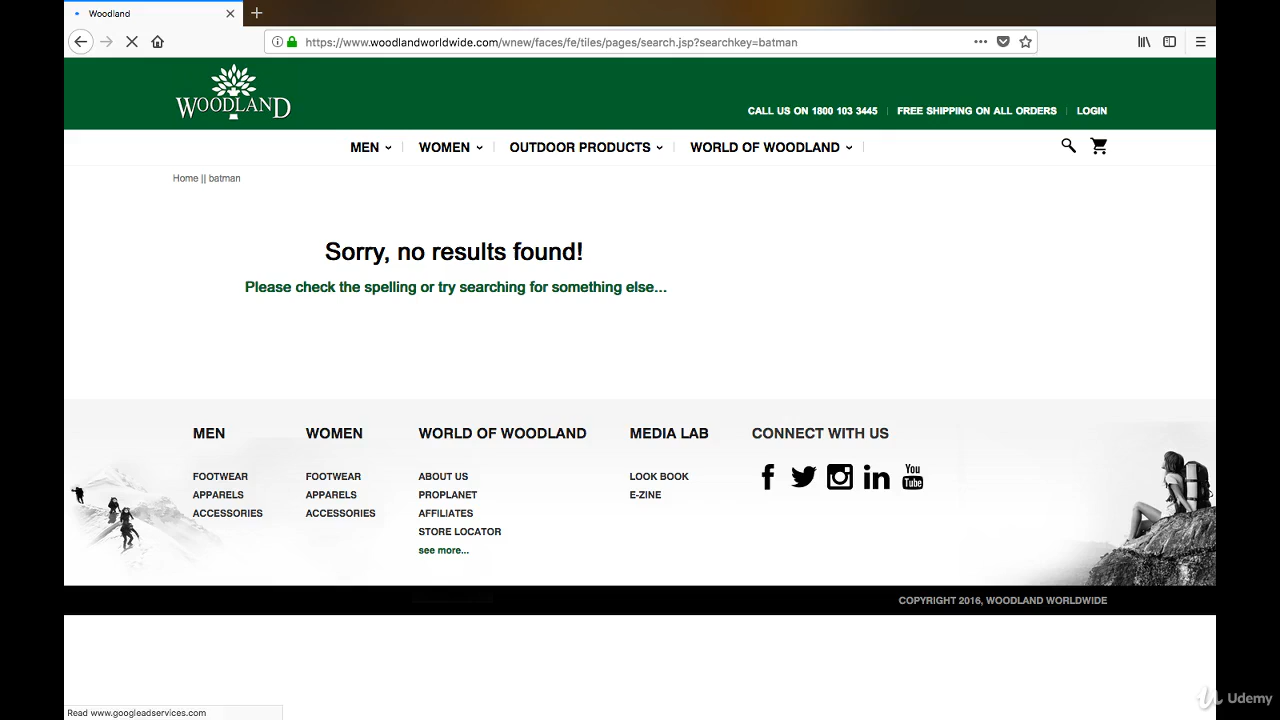 Woodland
https://www.woodlandworldwide.com/wnew/faces/fe/tiles/pages/search.jsp?searchkey=batman
WOODLAND
CALL US ON 1800 103 3445 FREE SHIPPING ON ALL ORDERS LOGIN
MEN WOMEN OUTDOOR PRODUCTS WORLD OF WOODLAND
Home || batman
Sorry, no results found!
Please check the spelling or try searching for something else...
MEN WOMEN WORLD OF WOODLAND MEDIA LAB CONNECT WITH US
FOOTWEAR FOOTWEAR ABOUT US LOOK BOOK
APPARELS APPARELS PROPLANET E-ZINE
ACCESSORIES ACCESSORIES AFFILIATES
STORE LOCATOR
see more...
You
Tube
COPYRIGHT 2016, WOODLAND WORLDWIDE
Read www.googleadservices.com
Udemy